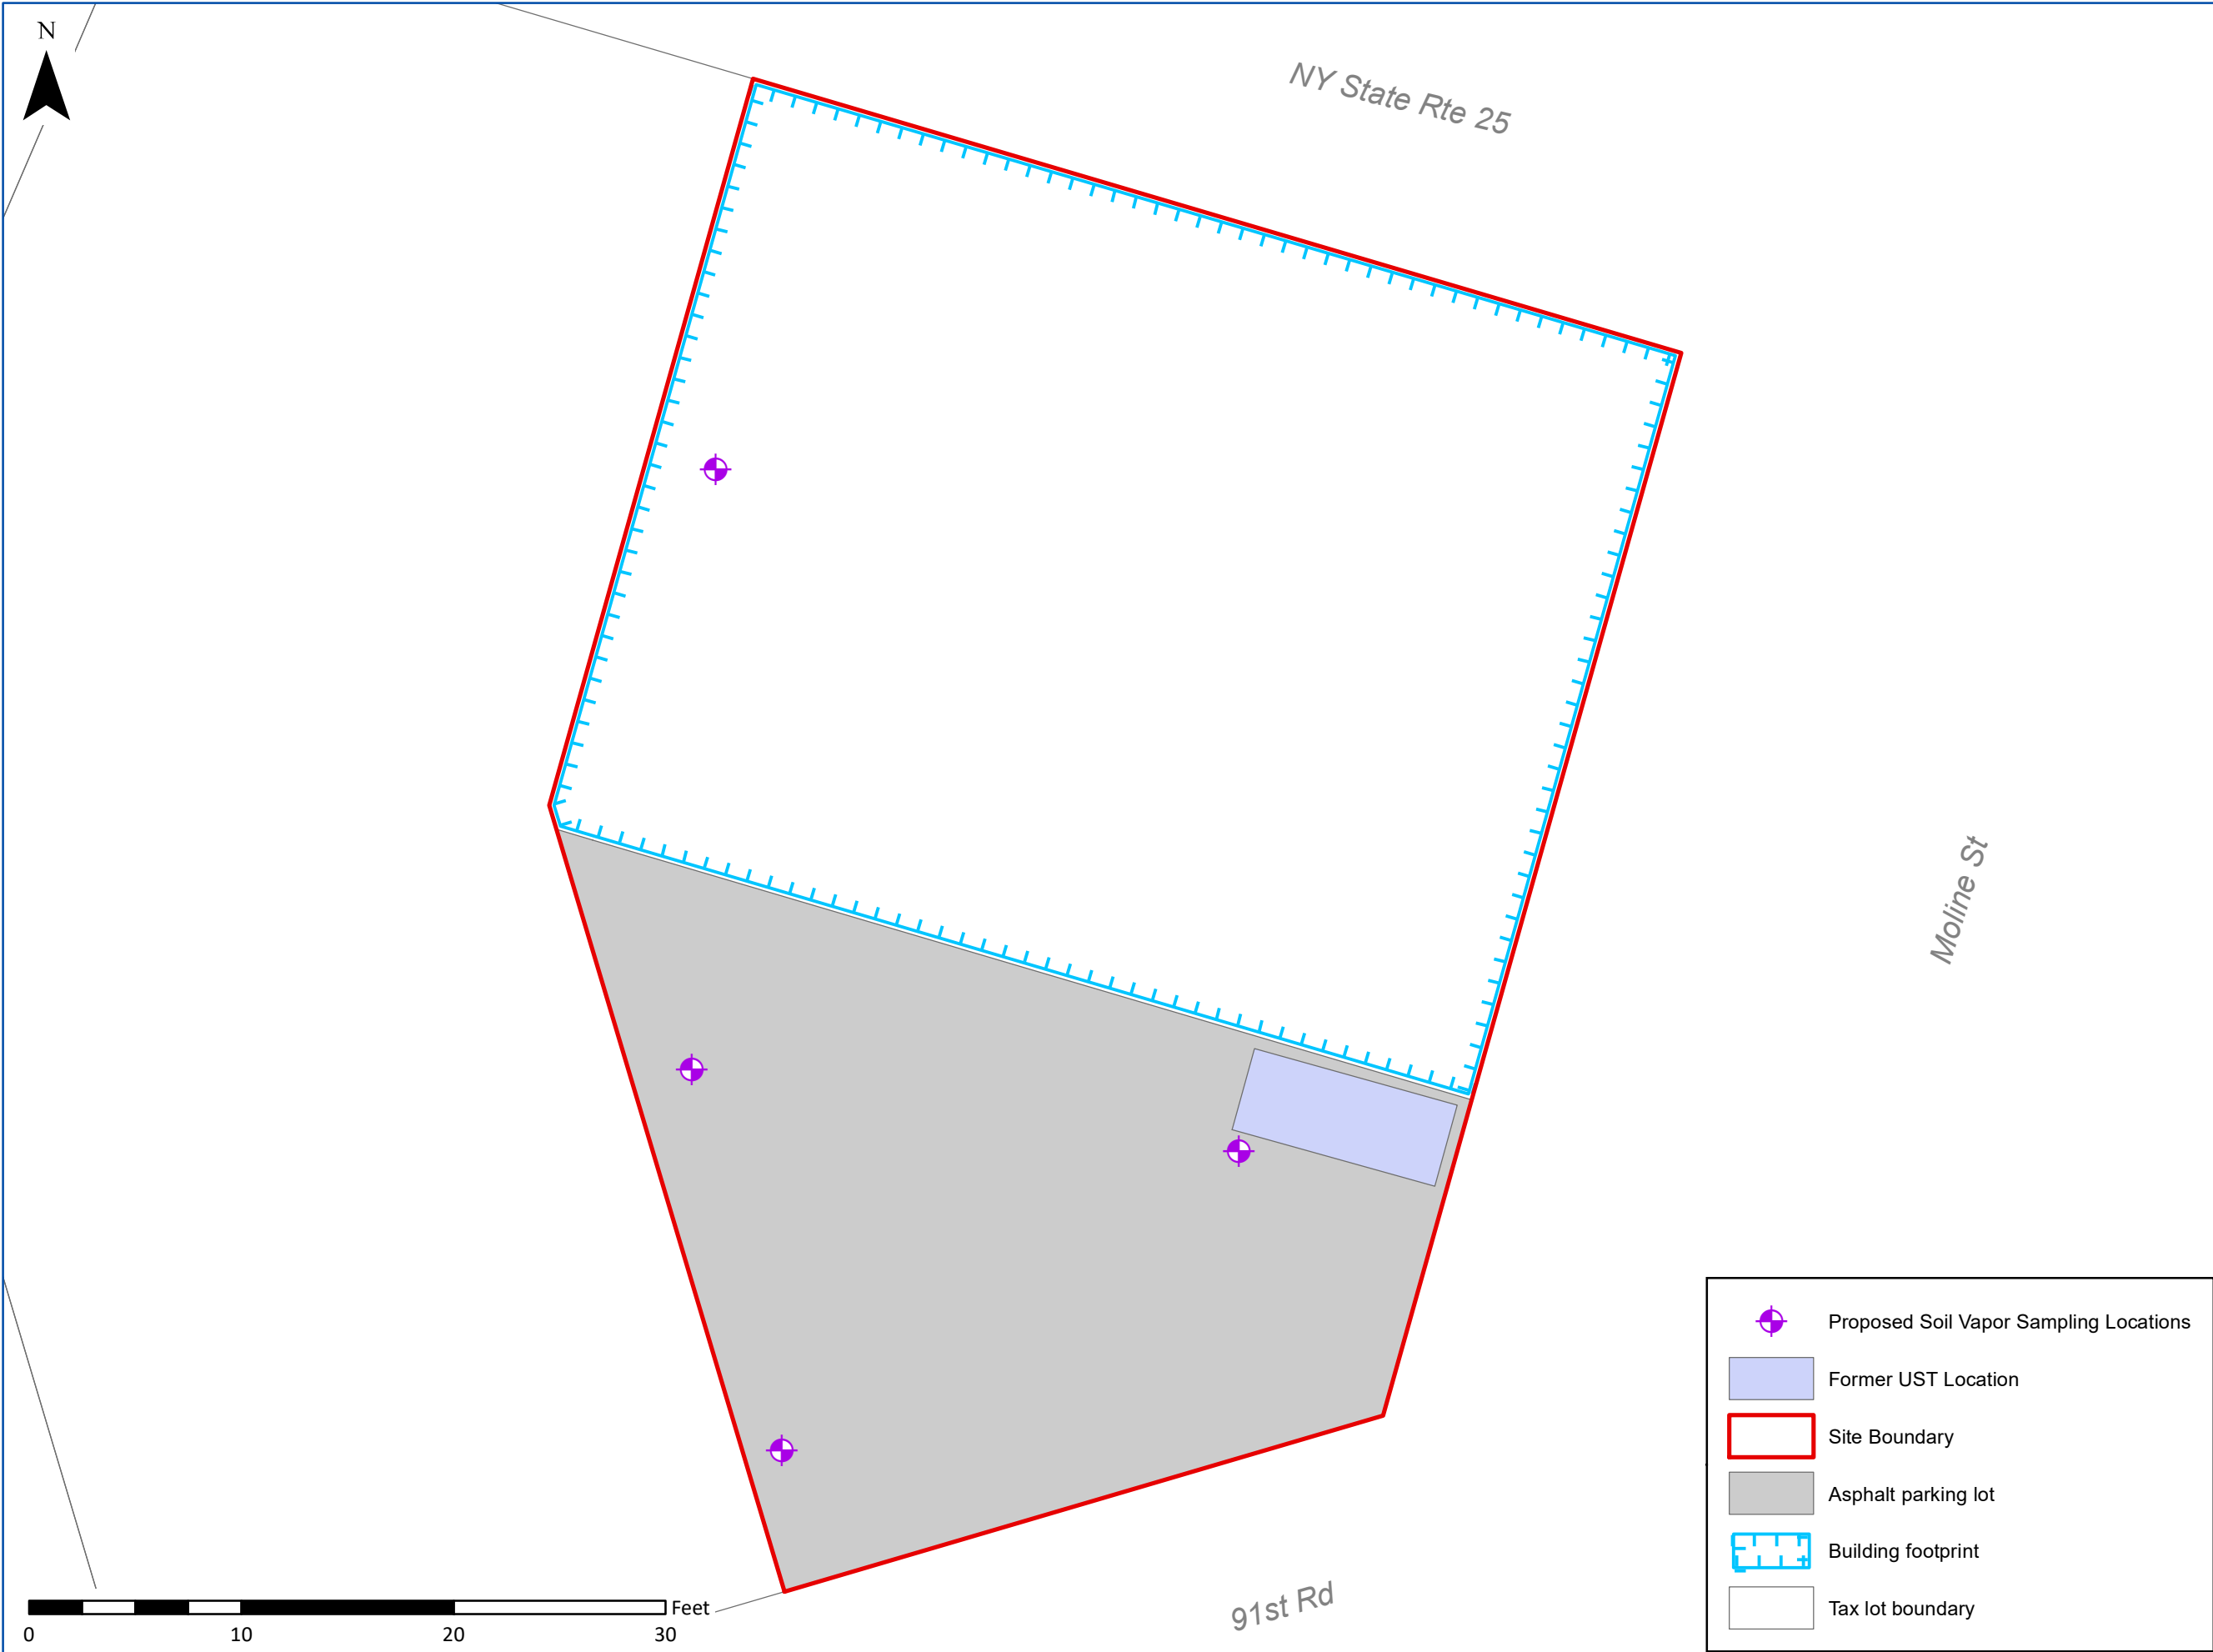 N
NY State Rte 25
Moline St
91st Rd
Proposed Soil Vapor Sampling Locations
Former UST Location
Site Boundary
Asphalt parking lot
Building footprint
Tax lot boundary
Feet
0 10 20 30